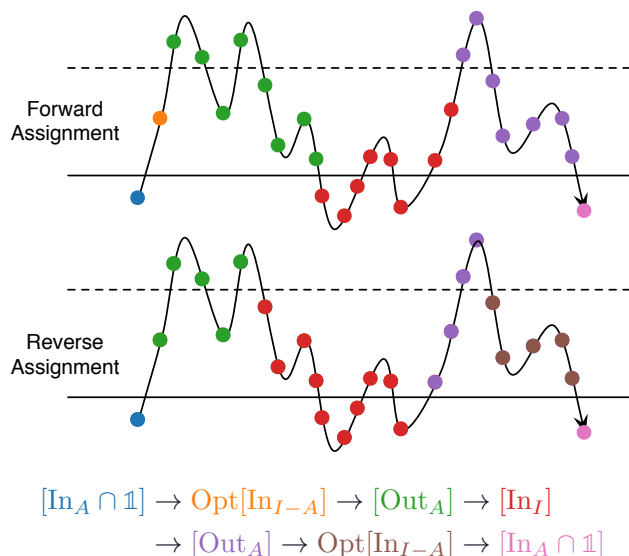 Forward
Assignment
Reverse
Assignment
[In_A ∩ 𝟙] → Opt[In_{I−A}] → [Out_A] → [In_I]
→ [Out_A] → Opt[In_{I−A}] → [In_A ∩ 𝟙]